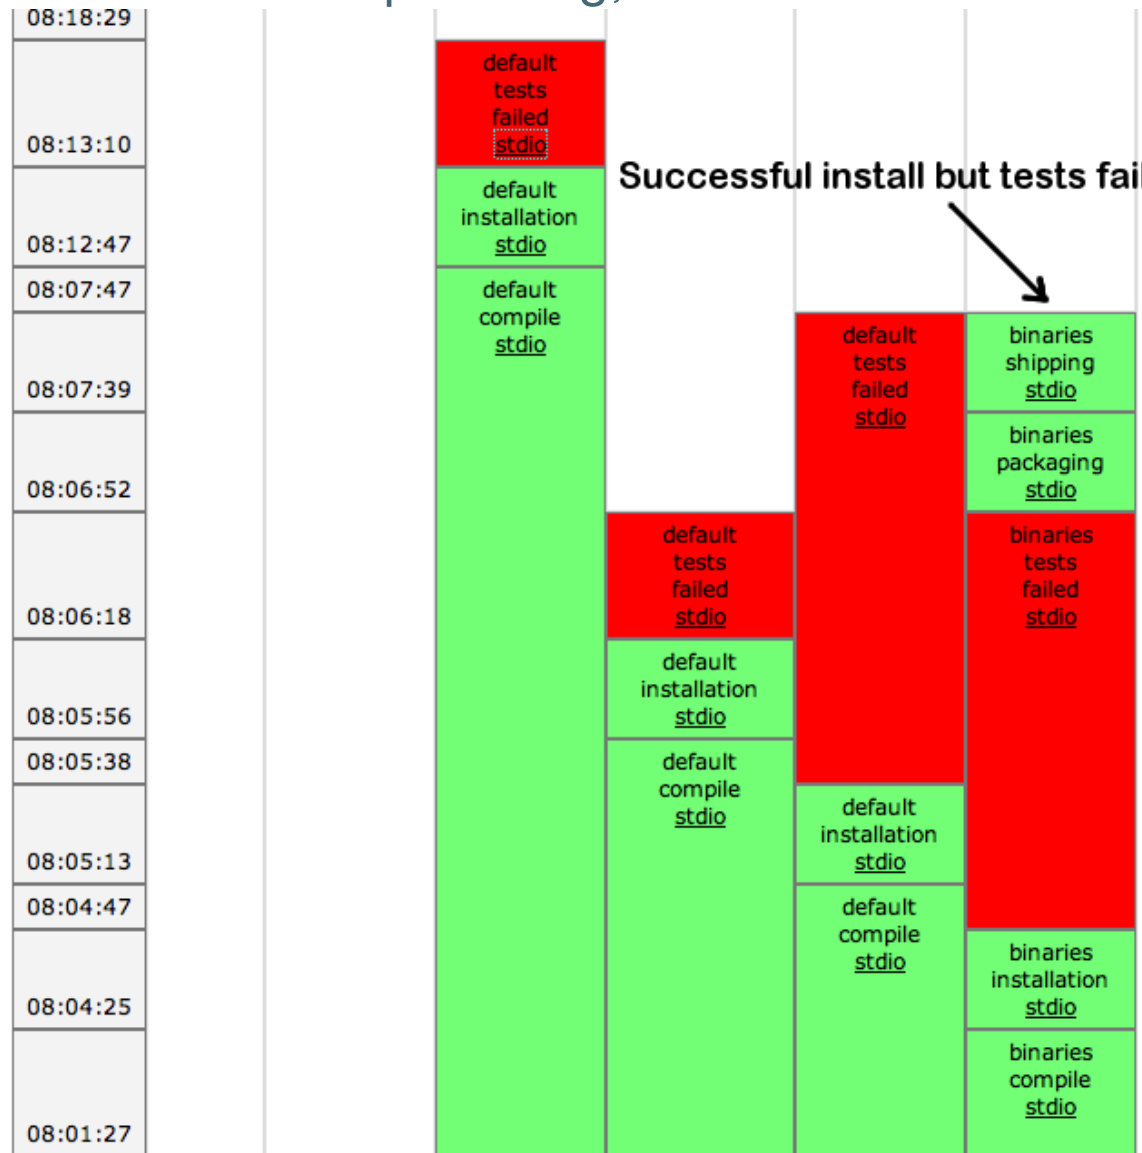 08:18:29
08:13:10
08:12:47
08:07:47
08:07:39
08:06:52
08:06:18
08:05:56
08:05:38
08:05:13
08:04:47
08:04:25
08:01:27
default
tests
failed
stdio
default
installation
stdio
default
compile
stdio
Successful install but tests fail
default
tests
failed
stdio
default
installation
stdio
default
compile
stdio
default
tests
failed
stdio
default
installation
stdio
default
compile
stdio
binaries
shipping
stdio
binaries
packaging
stdio
binaries
tests
failed
stdio
binaries
installation
stdio
binaries
compile
stdio